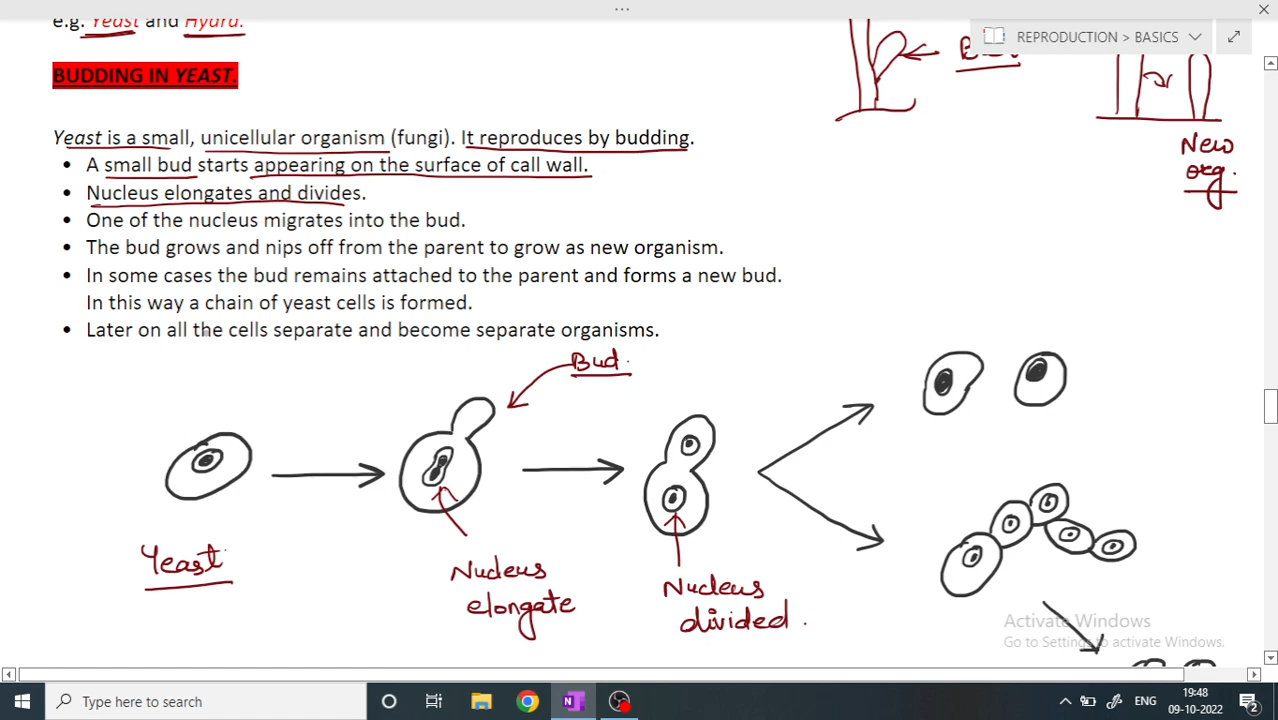 e.g. Yeast and Hydra.
REPRODUCTION > BASICS
BUDDING IN YEAST.
Yeast is a small, unicellular organism (fungi). It reproduces by budding.
• A small bud starts appearing on the surface of call wall.
• Nucleus elongates and divides.
• One of the nucleus migrates into the bud.
• The bud grows and nips off from the parent to grow as new organism.
• In some cases the bud remains attached to the parent and forms a new bud.
In this way a chain of yeast cells is formed.
• Later on all the cells separate and become separate organisms.
New
org.
Bud.
Yeast
Nucleus
elongate
Nucleus
divided.
Activate Windows
Go to Settings to activate Windows.
Type here to search
ENG
19:48
09-10-2022
2